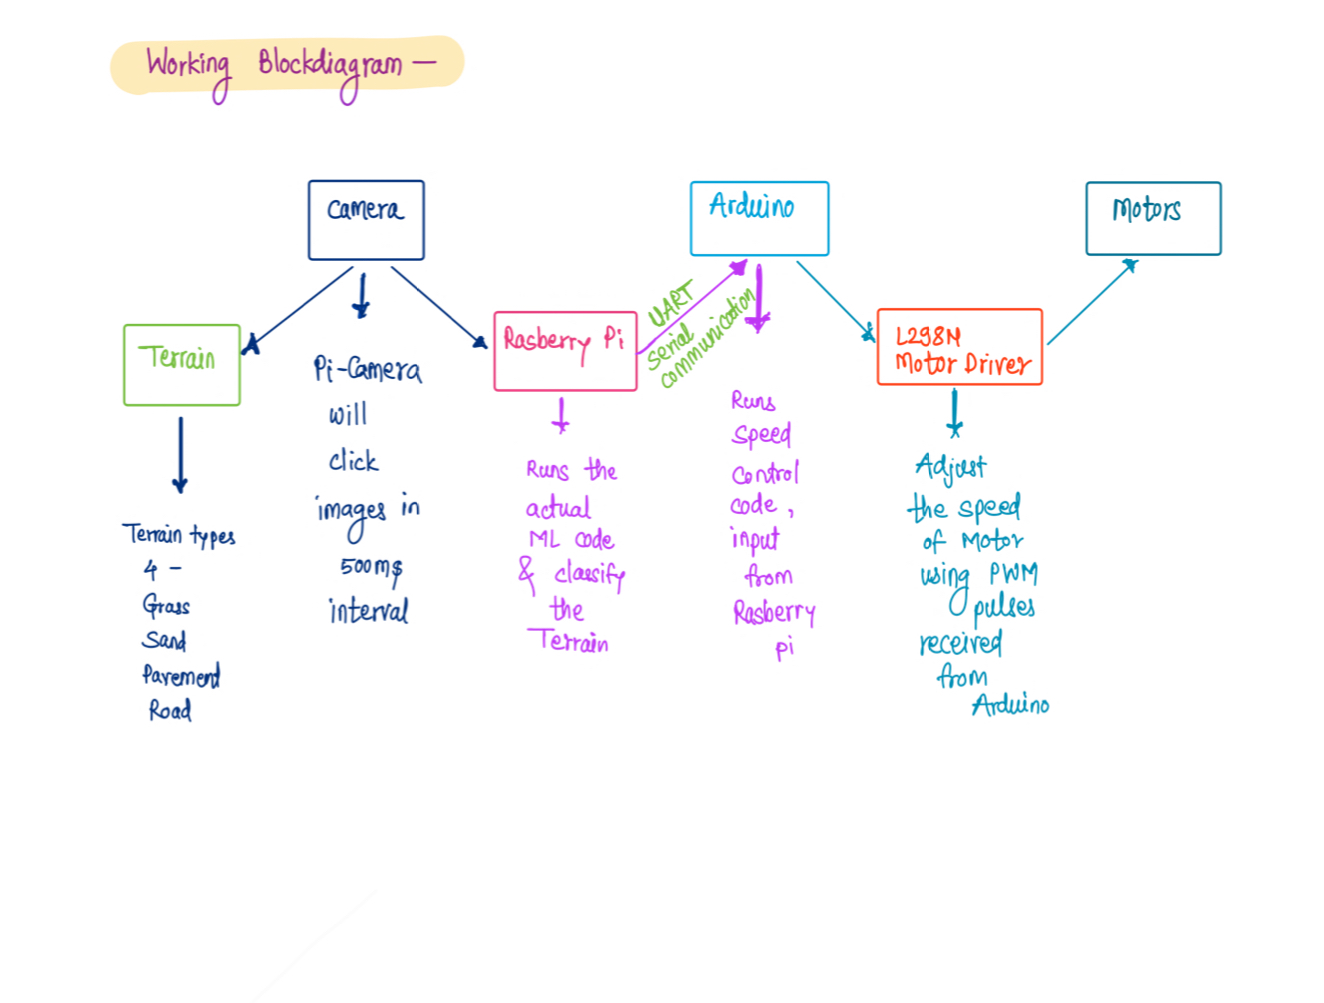 Working Blockdiagram —
Camera
Terrain
Terrain types
4 -
Grass
Sand
Pavement
Road
Pi-Camera
will
click
images in
500ms
interval
Rasberry Pi
Runs the
actual
ML code
& classify
the
Terrain
UART
serial
communication
Arduino
Runs
speed
control
code,
input
from
Rasberry
pi
L298M
Motor Driver
Adjust
the speed
of Motor
using PWM
pulses
received
from
Arduino
Motors